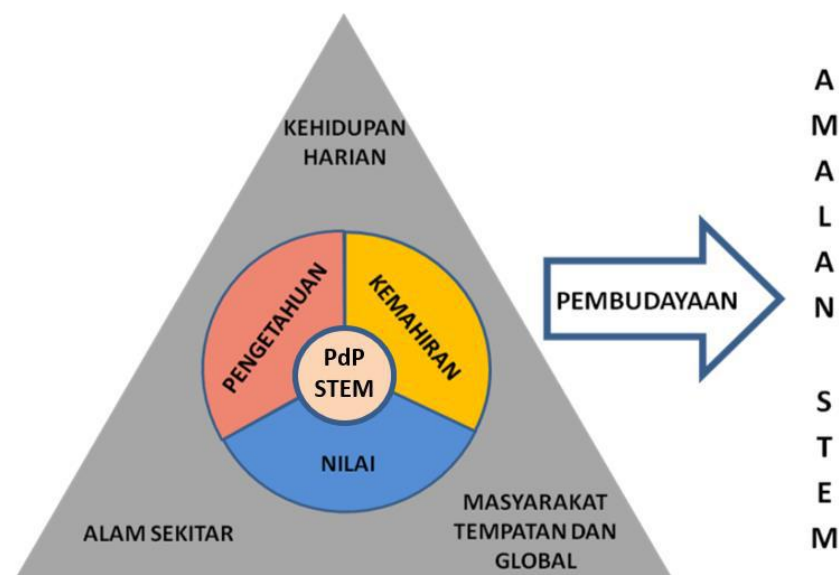 KEHIDUPAN
HARIAN
PENGETAHUAN
KEMAHIRAN
PdP
STEM
NILAI
ALAM SEKITAR
MASYARAKAT
TEMPATAN DAN
GLOBAL
PEMBUDAYAAN
A
M
A
L
A
N
S
T
E
M